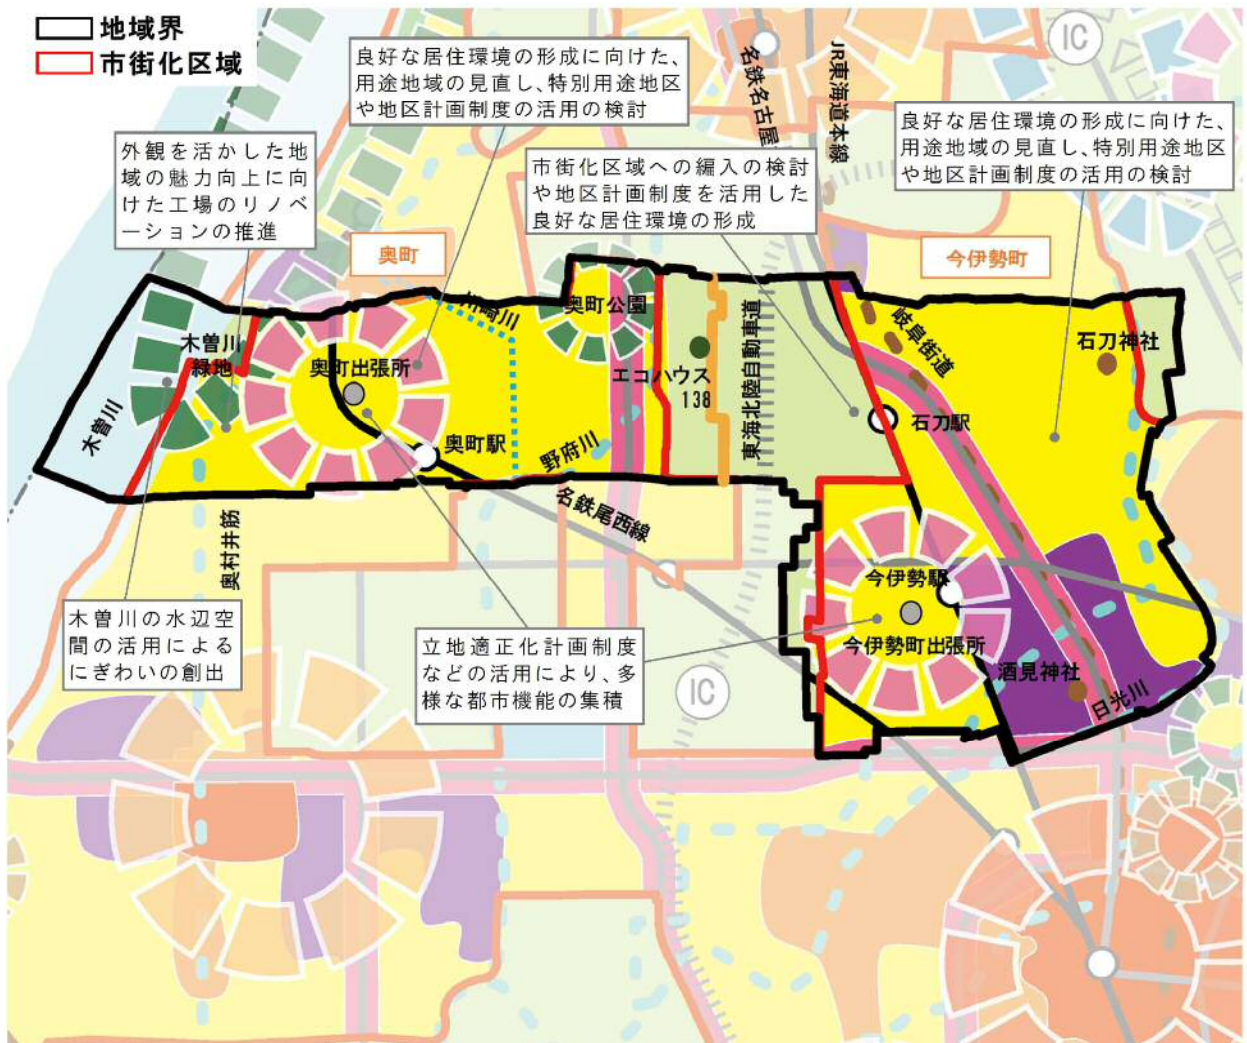 地域界
市街化区域
良好な居住環境の形成に向けた、
用途地域の見直し、特別用途地区
や地区計画制度の活用の検討
名鉄名古屋
JR東海道本線
IC
良好な居住環境の形成に向けた、
用途地域の見直し、特別用途地区
や地区計画制度の活用の検討
外観を活かした地
域の魅力向上に向
けた工場のリノベ
ーションの推進
市街化区域への編入の検討
や地区計画制度を活用した
良好な居住環境の形成
奥町
今伊勢町
川崎川
奥町公園
東海北陸自動車道
岐阜街道
石刀神社
木曽川
緑地
奥町出張所
エコハウス
138
木曽川
奥町駅
野府川
石刀駅
名鉄尾西線
奥村井筋
今伊勢駅
今伊勢町出張所
木曽川の水辺空
間の活用による
にぎわいの創出
立地適正化計画制度
などの活用により、多
様な都市機能の集積
IC
酒見神社
日光川